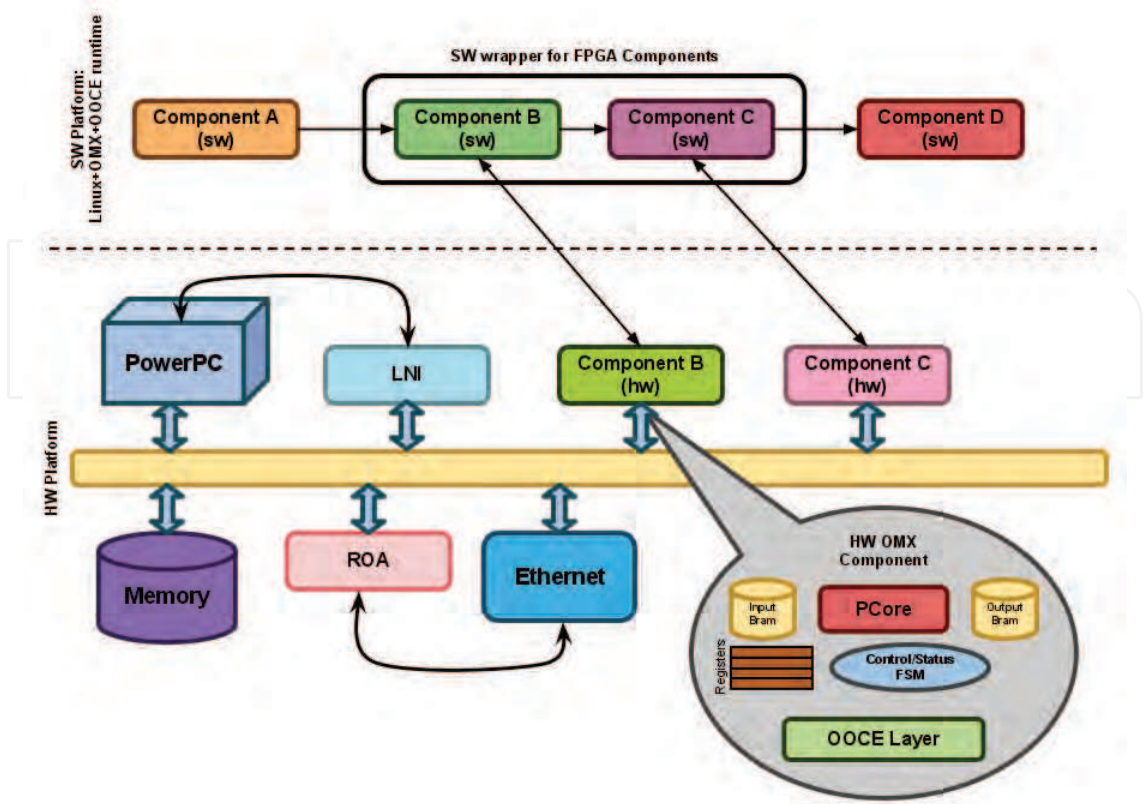 SW wrapper for FPGA Components
SW Platform:
Linux+OMX+OOCE runtime
Component A
(sw)
Component B
(sw)
Component C
(sw)
Component D
(sw)
HW Platform
PowerPC
LNI
Component B
(hw)
Component C
(hw)
Memory
ROA
Ethernet
HW OMX
Component
Input
Bram
PCore
Output
Bram
Registers
Control/Status
FSM
OOCE Layer